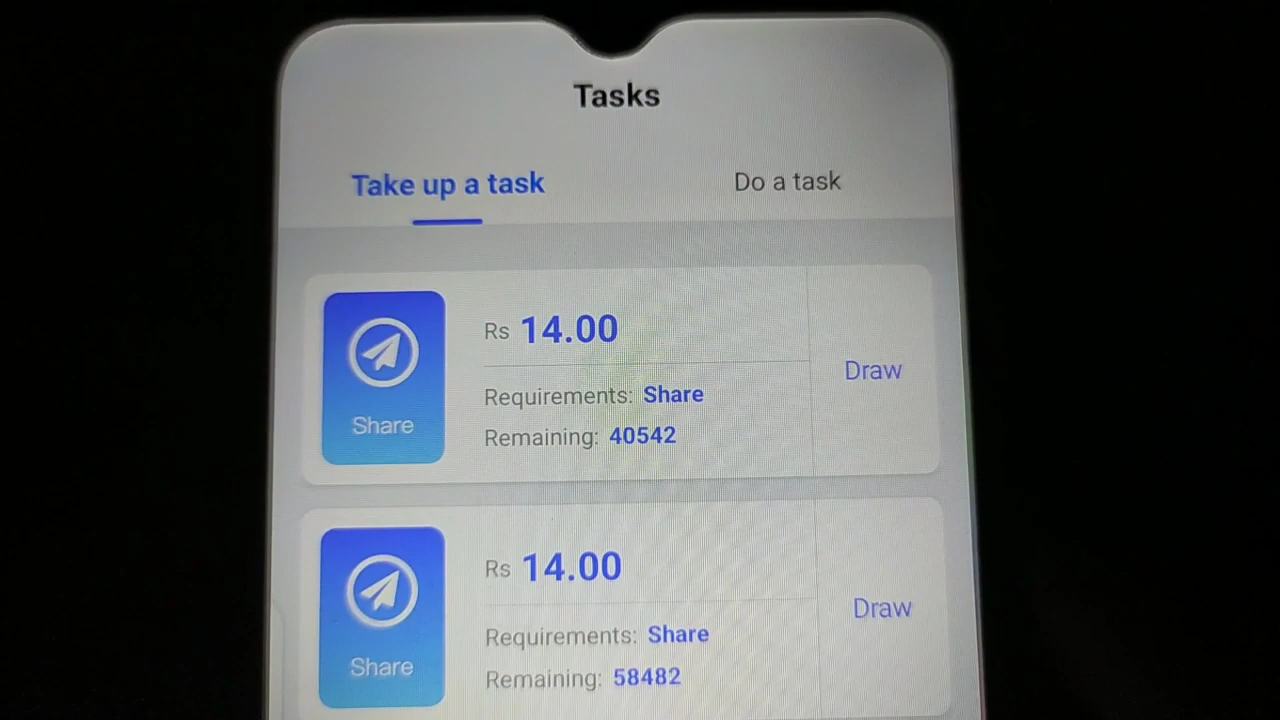 Tasks
Take up a task
Do a task
Rs 14.00
Requirements: Share
Remaining: 40542
Share
Draw
Rs 14.00
Requirements: Share
Remaining: 58482
Share
Draw